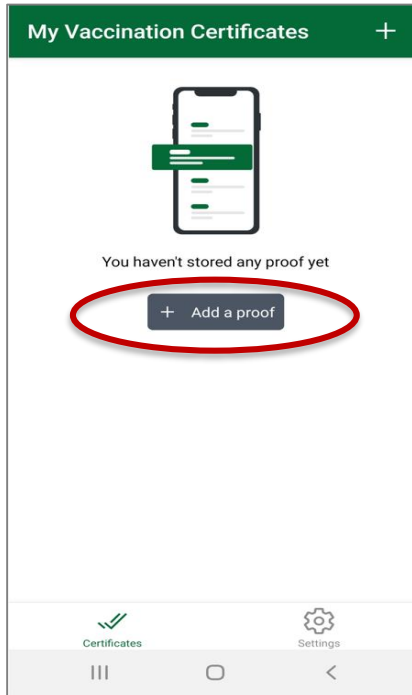 My Vaccination Certificates +
You haven't stored any proof yet
+ Add a proof
Certificates
Settings